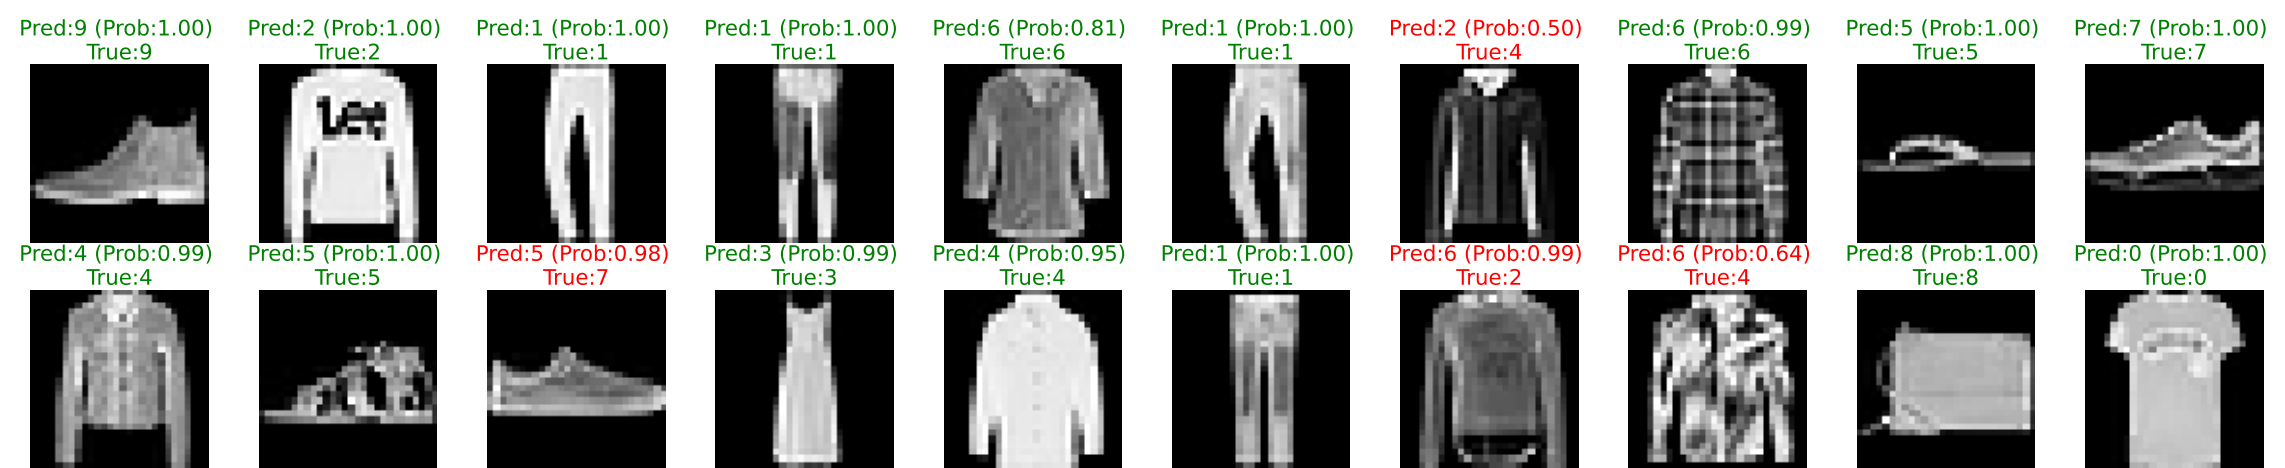 Pred:9 (Prob:1.00)
True:9
Pred:2 (Prob:1.00)
True:2
Pred:1 (Prob:1.00)
True:1
Pred:1 (Prob:1.00)
True:1
Pred:6 (Prob:0.81)
True:6
Pred:1 (Prob:1.00)
True:1
Pred:2 (Prob:0.50)
True:4
Pred:6 (Prob:0.99)
True:6
Pred:5 (Prob:1.00)
True:5
Pred:7 (Prob:1.00)
True:7
Lee
Pred:4 (Prob:0.99)
True:4
Pred:5 (Prob:1.00)
True:5
Pred:5 (Prob:0.98)
True:7
Pred:3 (Prob:0.99)
True:3
Pred:4 (Prob:0.95)
True:4
Pred:1 (Prob:1.00)
True:1
Pred:6 (Prob:0.99)
True:2
Pred:6 (Prob:0.64)
True:4
Pred:8 (Prob:1.00)
True:8
Pred:0 (Prob:1.00)
True:0